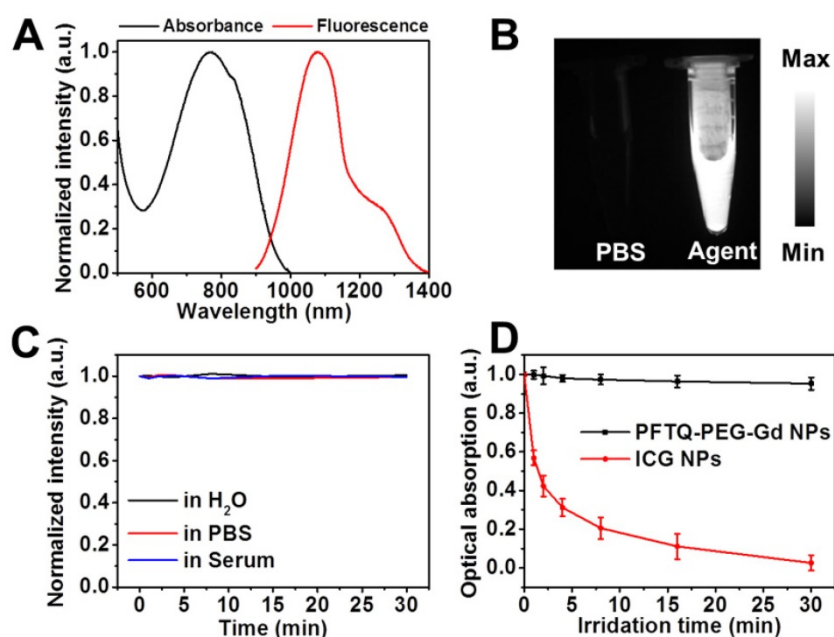 A
Absorbance
Fluorescence
Normalized intensity (a.u.)
1.0
0.8
0.6
0.4
0.2
0.0
600 800 1000 1200 1400
Wavelength (nm)
B
PBS
Agent
Max
Min
C
Normalized intensity (a.u.)
1.0
0.8
0.6
0.4
0.2
0.0
in H₂O
in PBS
in Serum
0 5 10 15 20 25 30
Time (min)
D
Optical absorption (a.u.)
1.0
0.8
0.6
0.4
0.2
0.0
PFTQ-PEG-Gd NPs
ICG NPs
0 5 10 15 20 25 30
Irridation time (min)